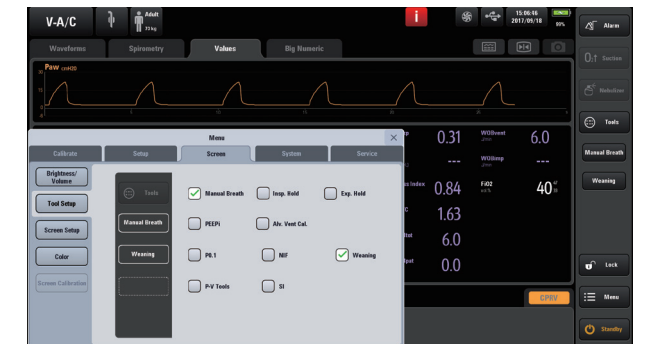 V-A/C
Adult
15:06:46
2017/09/18
99%
Alarm
Waveforms
Spirometry
Values
Big Numeric
O₂↑ Suction
Paw cmH2O
Nebulizer
Tools
Menu
0.31
WOBvent
6.0
Manual Breath
Calibrate
Setup
Screen
System
Service
---
WOBimp
---
Brightness/
Volume
Tools
Manual Breath
Insp. Hold
Exp. Hold
Index
0.84
FiO2
40
Weaning
Tool Setup
Manual Breath
PEEPi
Alv. Vent Cal.
1.63
Screen Setup
Color
Weaning
P0.1
NIF
Weaning
6.0
0.0
Lock
Screen Calibration
P-V Tools
SI
CPRV
Menu
Standby